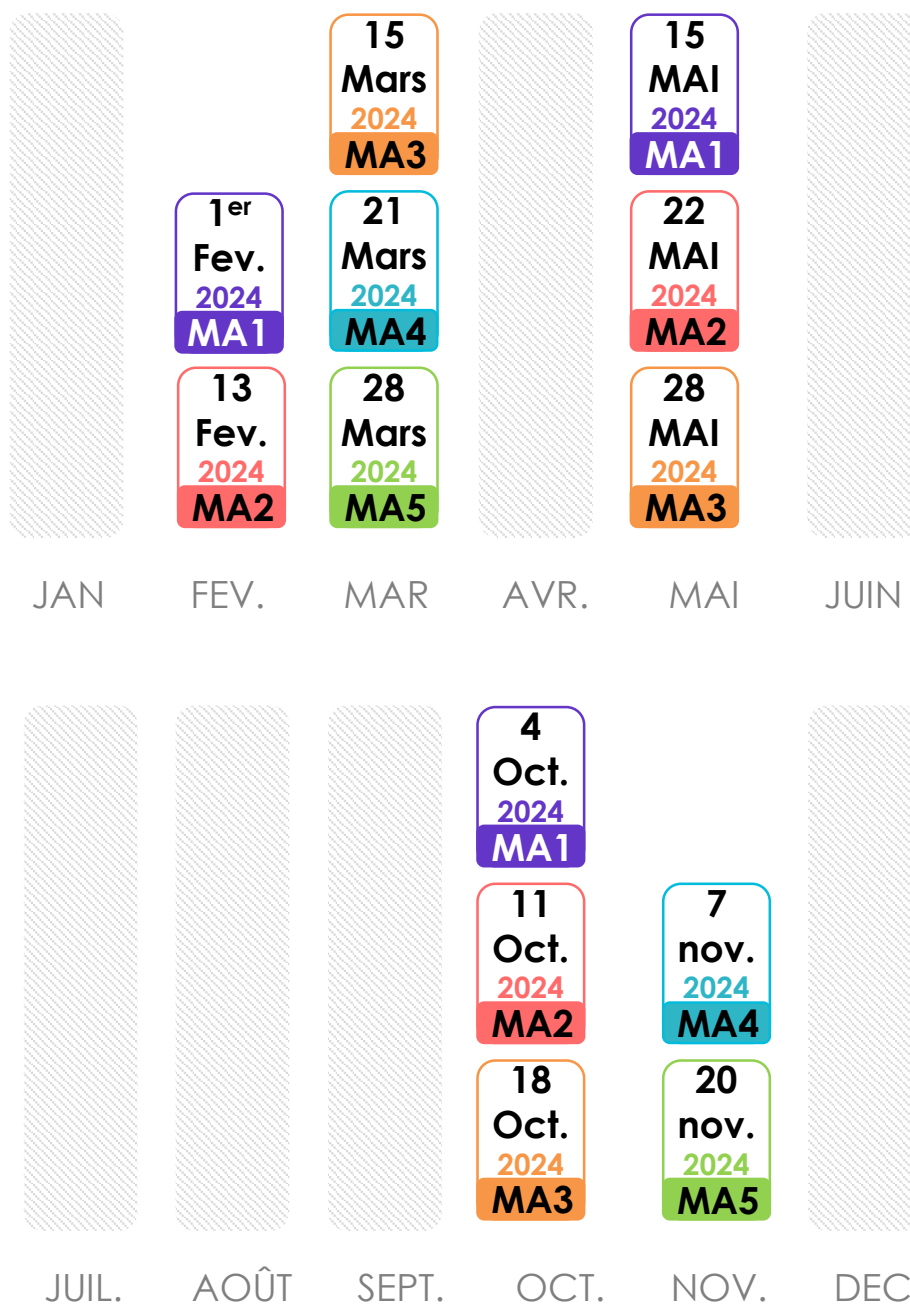 15
Mars
2024
MA3
15
MAI
2024
MA1
1er
Fev.
2024
MA1
21
Mars
2024
MA4
22
MAI
2024
MA2
13
Fev.
2024
MA2
28
Mars
2024
MA5
28
MAI
2024
MA3
JAN FEV. MAR AVR. MAI JUIN
4
Oct.
2024
MA1
11
Oct.
2024
MA2
7
nov.
2024
MA4
18
Oct.
2024
MA3
20
nov.
2024
MA5
JUIL. AOÛT SEPT. OCT. NOV. DEC